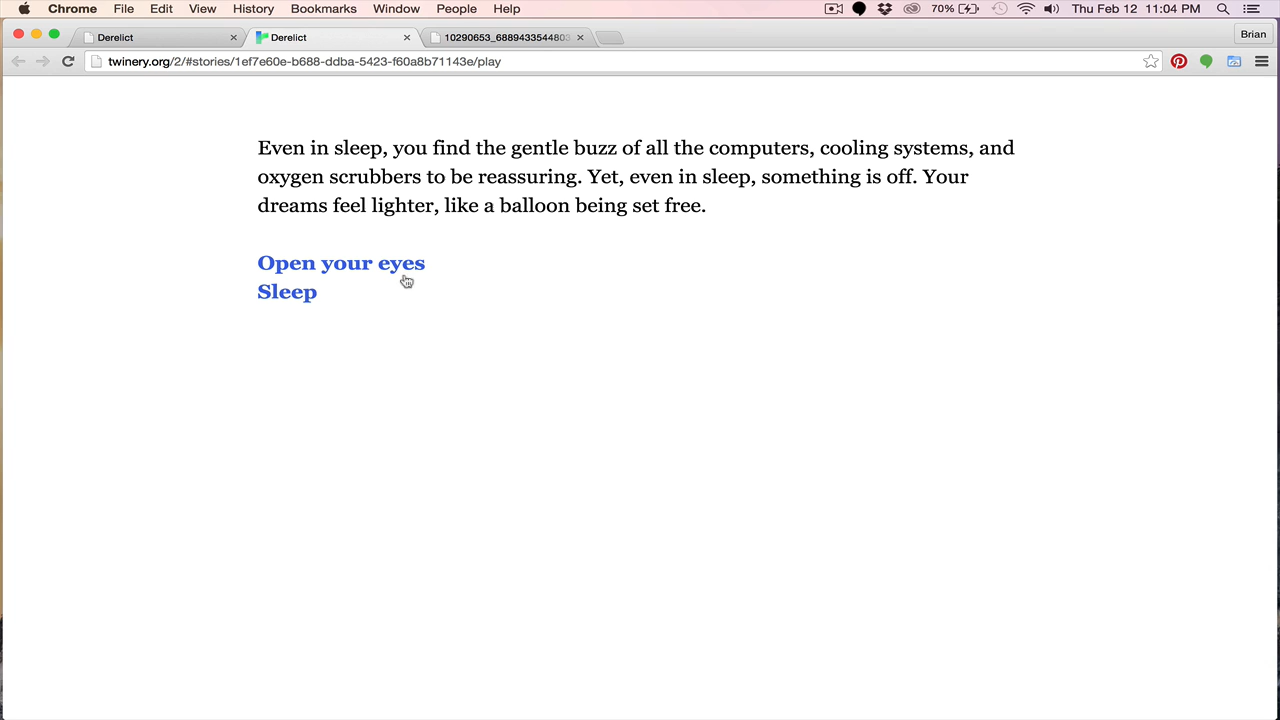 Chrome File Edit View History Bookmarks Window People Help 70% Thu Feb 12 11:04 PM
Derelict Derelict 10290653_6889433544803 Brian
twinery.org/2/#stories/1ef7e60e-b688-ddba-5423-f60a8b71143e/play
Even in sleep, you find the gentle buzz of all the computers, cooling systems, and
oxygen scrubbers to be reassuring. Yet, even in sleep, something is off. Your
dreams feel lighter, like a balloon being set free.
Open your eyes
Sleep